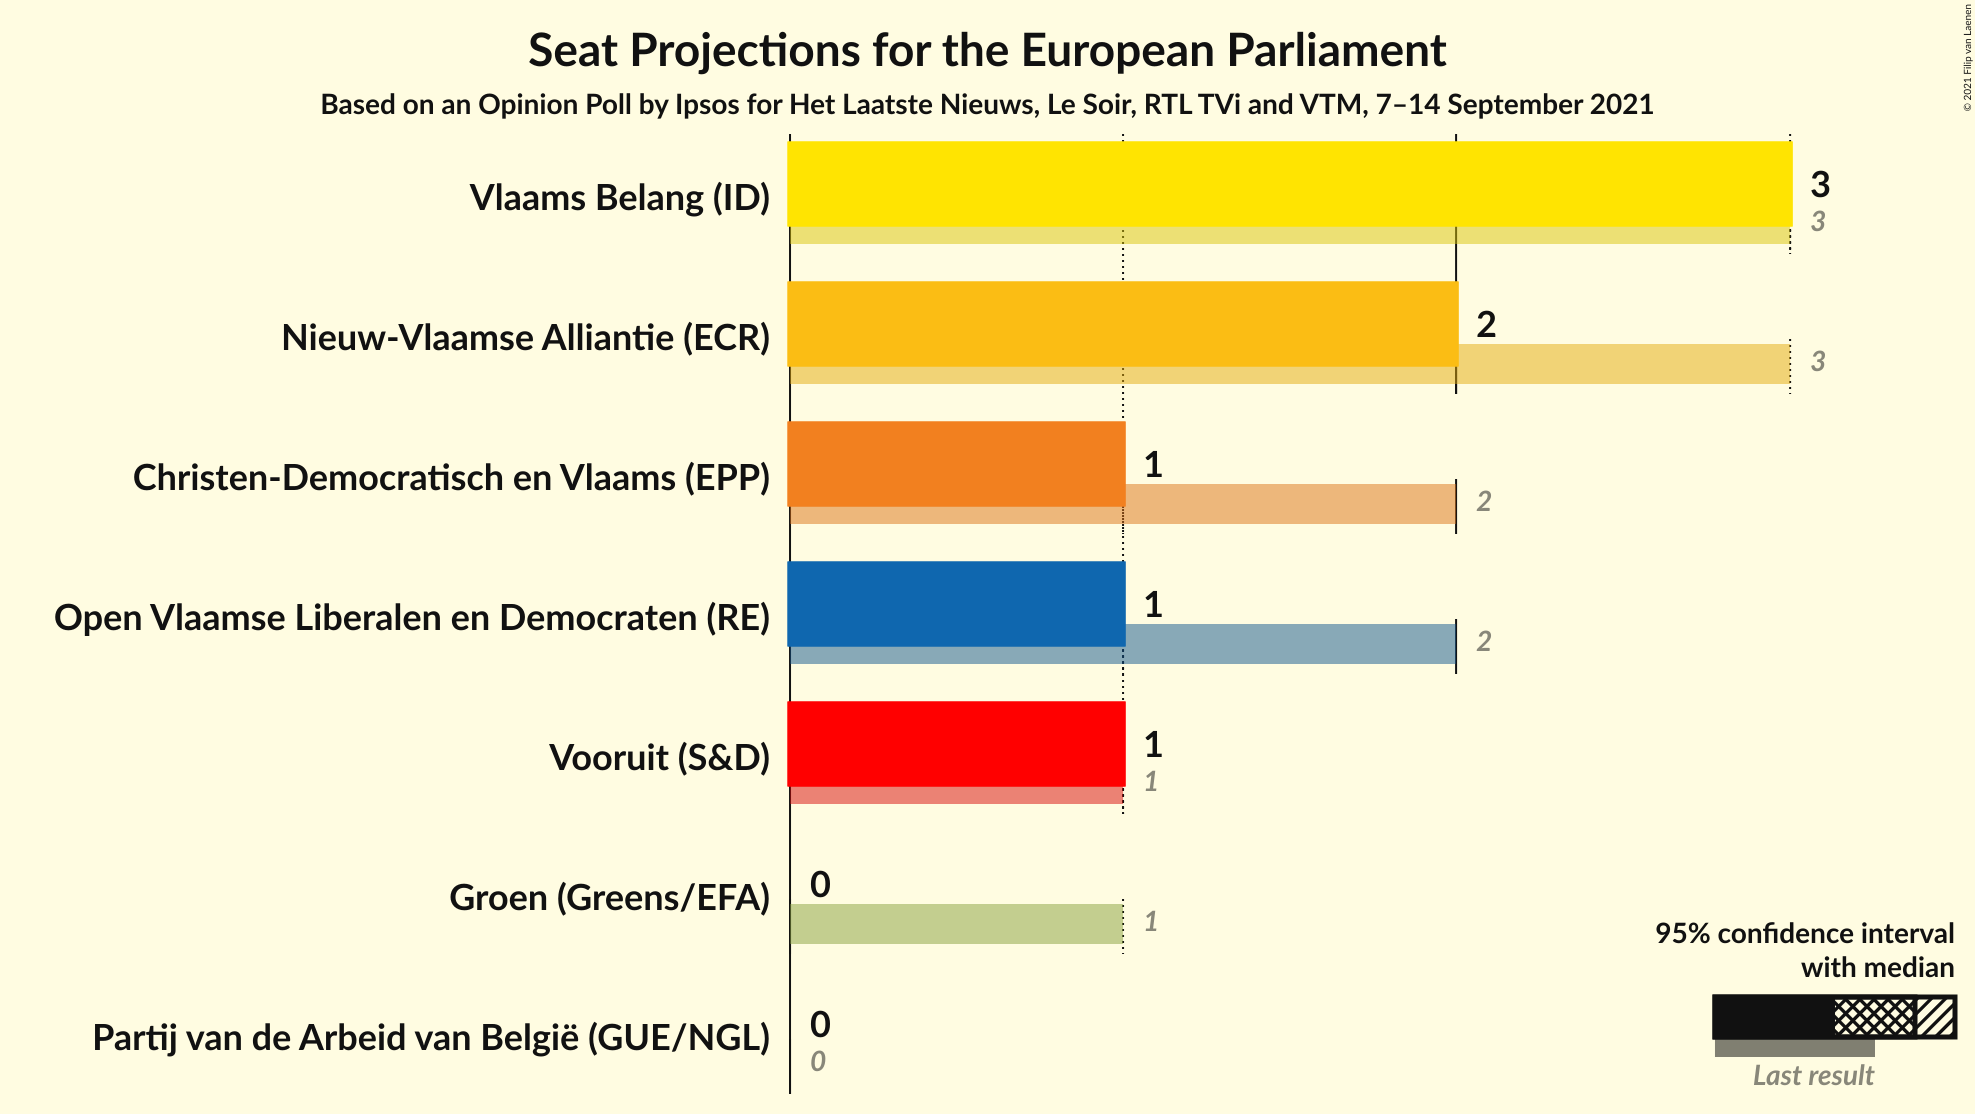 Seat Projections for the European Parliament
Based on an Opinion Poll by Ipsos for Het Laatste Nieuws, Le Soir, RTL TVi and VTM, 7–14 September 2021
© 2021 Filip van Laenen
Vlaams Belang (ID)
3
3
Nieuw-Vlaamse Alliantie (ECR)
2
3
Christen-Democratisch en Vlaams (EPP)
1
2
Open Vlaamse Liberalen en Democraten (RE)
1
2
Vooruit (S&D)
1
1
Groen (Greens/EFA)
0
1
Partij van de Arbeid van België (GUE/NGL)
0
0
95% confidence interval
with median
Last result